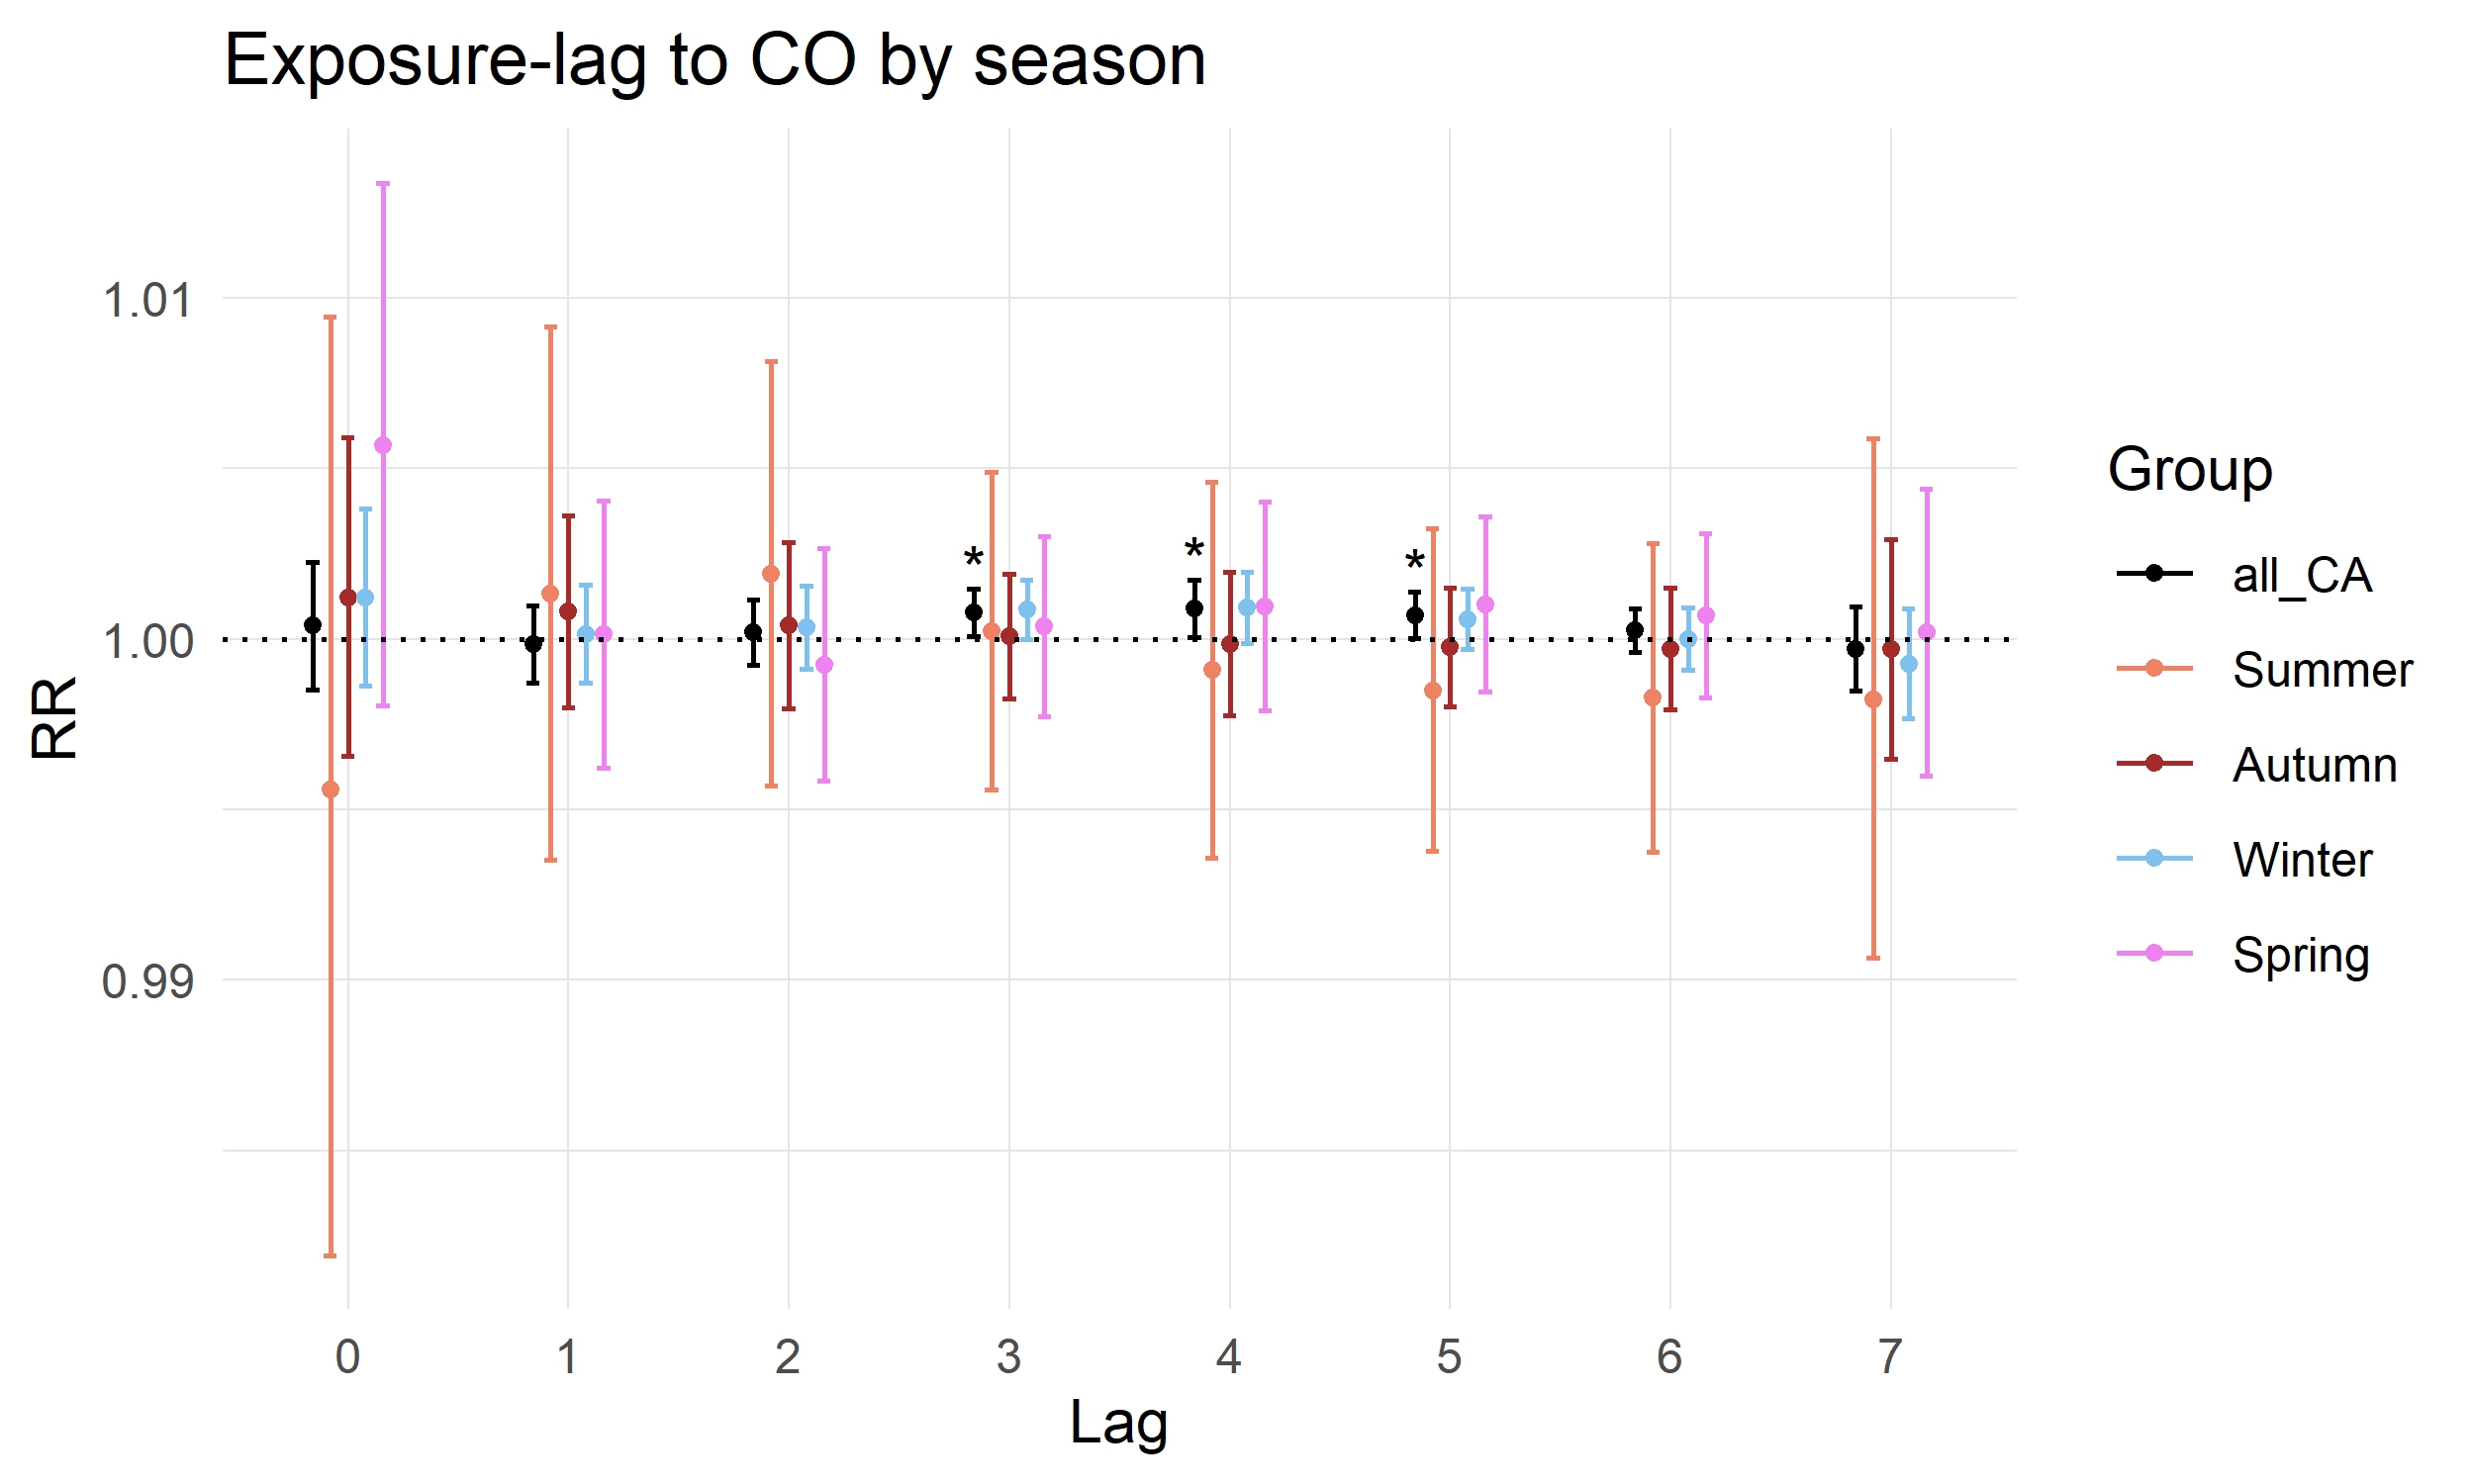 Exposure-lag to CO by season
RR
1.01
1.00
0.99
* * *
0 1 2 3 4 5 6 7
Lag
Group
all_CA
Summer
Autumn
Winter
Spring